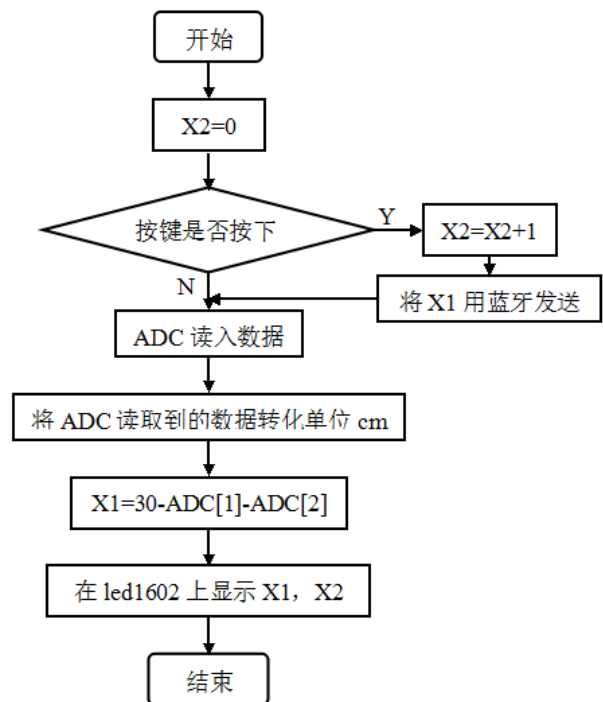 开始
X2=0
按键是否按下
Y
X2=X2+1
N
将 X1 用蓝牙发送
ADC 读入数据
将 ADC 读取到的数据转化单位 cm
X1=30-ADC[1]-ADC[2]
在 led1602 上显示 X1，X2
结束